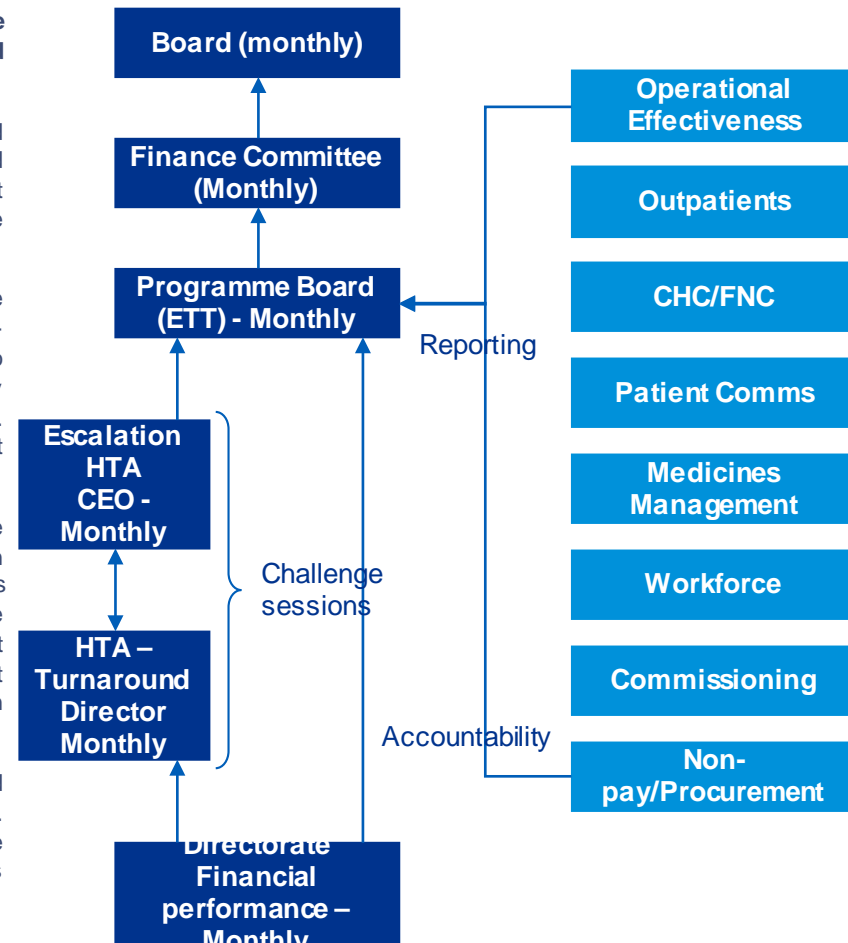 Board (monthly)
Finance Committee
(Monthly)
Programme Board
(ETT) - Monthly
Reporting
Escalation
HTA
CEO -
Monthly
Challenge
sessions
HTA –
Turnaround
Director
Monthly
Accountability
Directorate
Financial
performance –
Monthly
Operational
Effectiveness
Outpatients
CHC/FNC
Patient Comms
Medicines
Management
Workforce
Commissioning
Non-
pay/Procurement